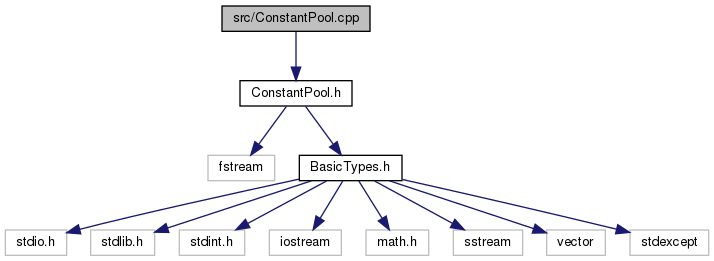 src/ConstantPool.cpp
ConstantPool.h
fstream
BasicTypes.h
stdio.h
stdlib.h
stdint.h
iostream
math.h
sstream
vector
stdexcept